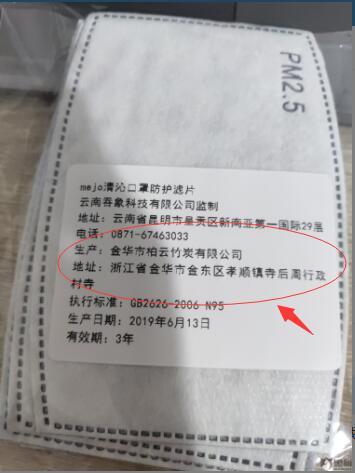 PM2.5
mejo清沁口罩防护滤片
云南吞象科技有限公司监制
地址：云南省昆明市呈贡区新南亚第一国际29层
电话：0871-67463033
生产：金华市柏云竹炭有限公司
地址：浙江省金华市金东区孝顺镇寺后周行政
村寺
执行标准：GB2626-2006 N95
生产日期：2019年6月13日
有效期：3年